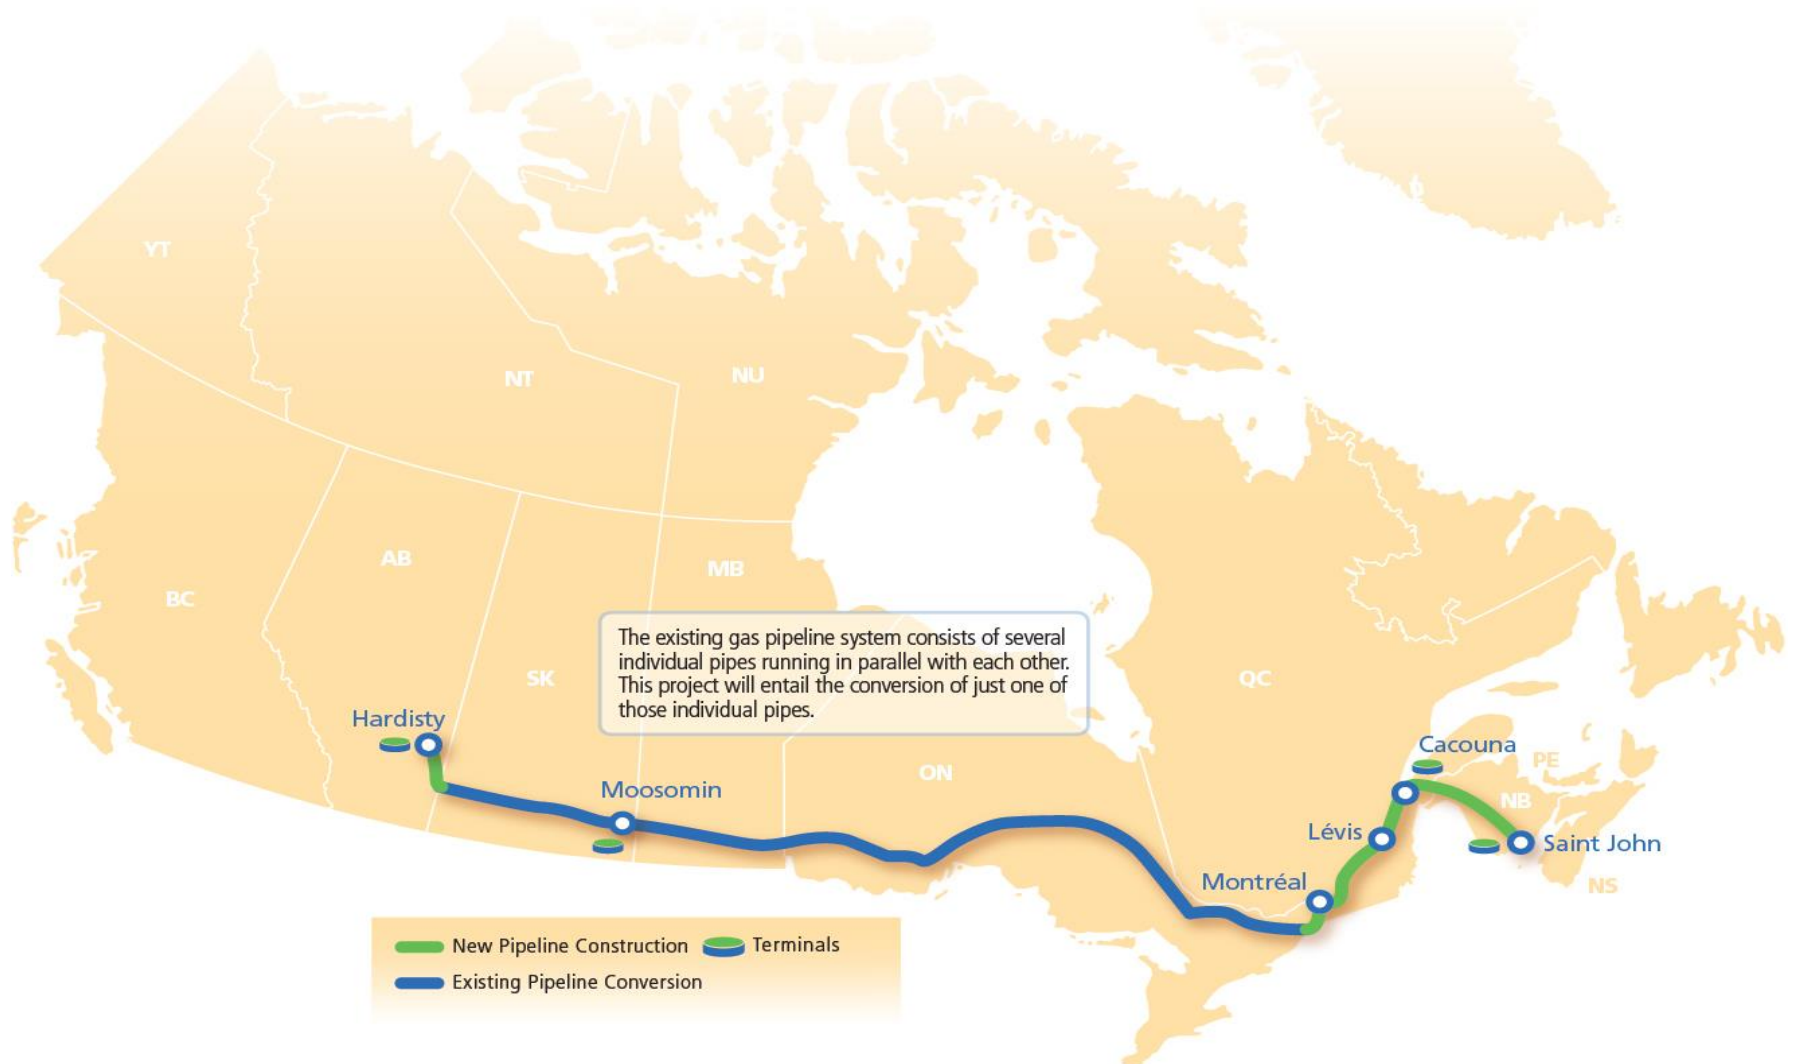 YT
NT
NU
BC
AB
SK
MB
The existing gas pipeline system consists of several
individual pipes running in parallel with each other.
This project will entail the conversion of just one of
those individual pipes.
QC
ON
Hardisty
Moosomin
Cacouna
PE
NB
Lévis
Saint John
Montréal
NS
New Pipeline Construction
Terminals
Existing Pipeline Conversion